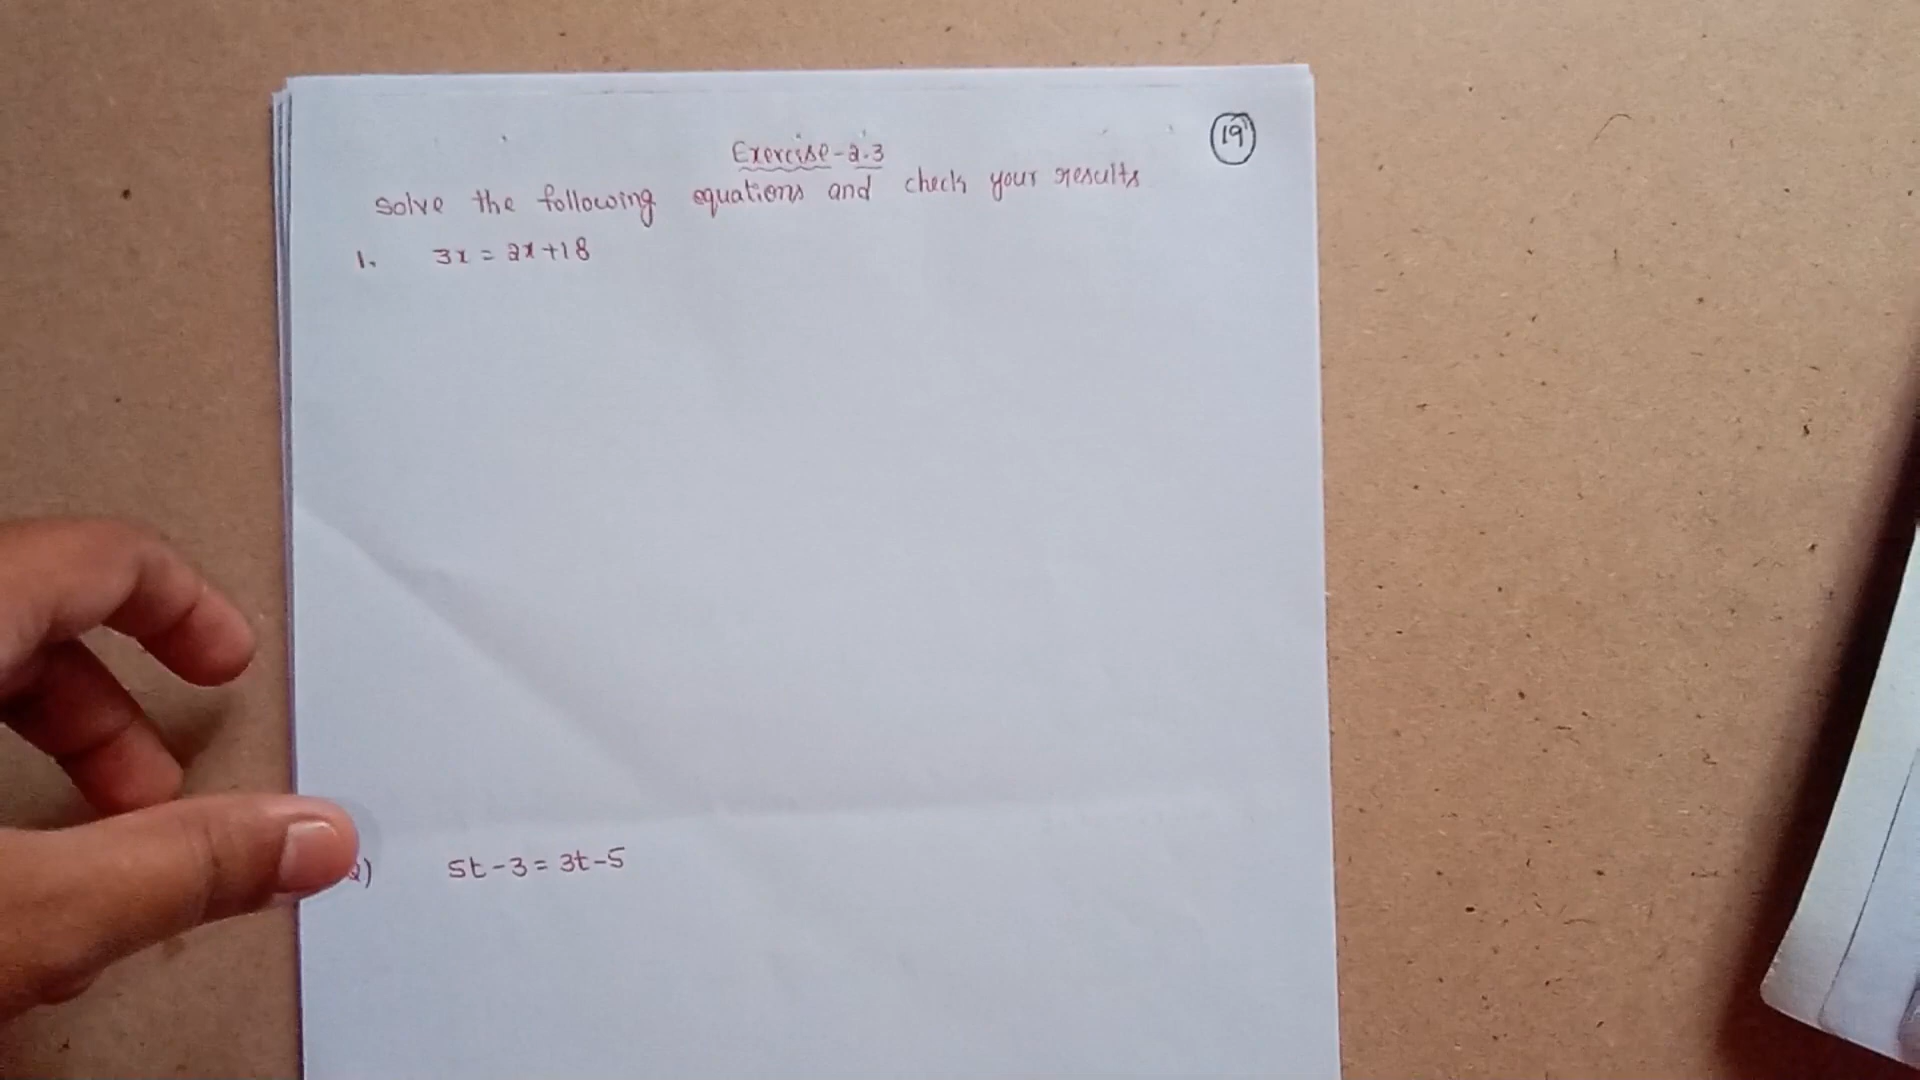 19
Exercise-2.3
Solve the following equations and check your results
1. 3x = 2x+18
2) 5t-3 = 3t-5